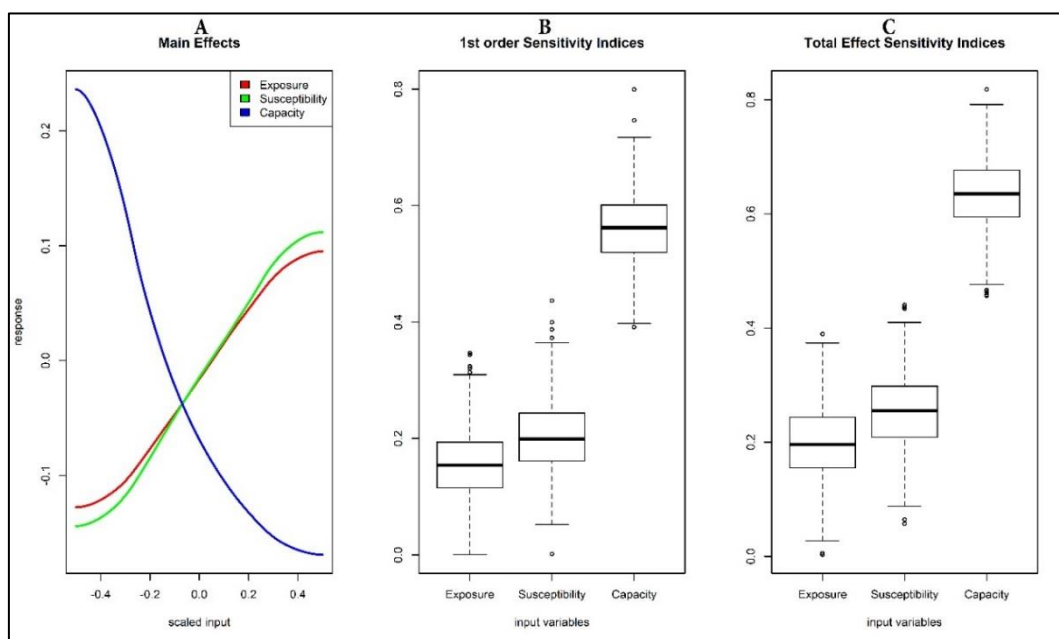 A
Main Effects
Exposure
Susceptibility
Capacity
0.2
0.1
0.0
-0.1
response
-0.4 -0.2 0.0 0.2 0.4
scaled input
B
1st order Sensitivity Indices
0.8
0.6
0.4
0.2
0.0
Exposure Susceptibility Capacity
input variables
C
Total Effect Sensitivity Indices
0.8
0.6
0.4
0.2
0.0
Exposure Susceptibility Capacity
input variables